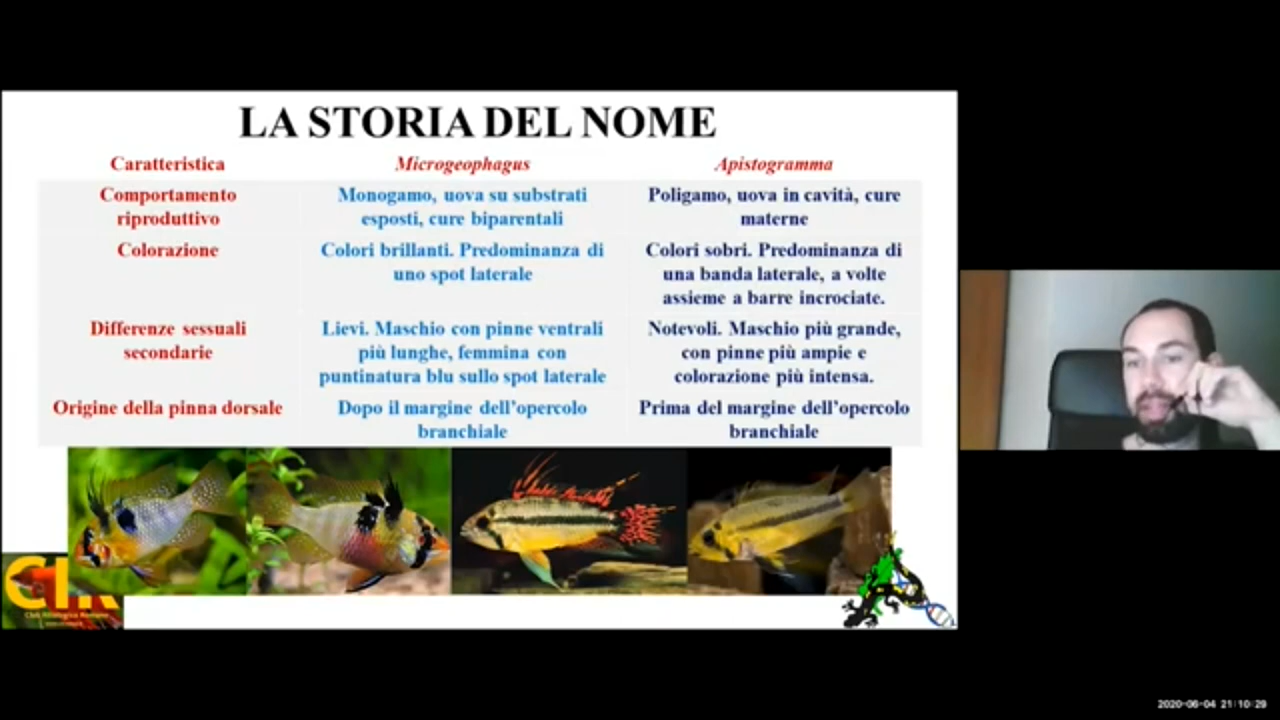 LA STORIA DEL NOME
Caratteristica
Microgeophagus
Apistogramma
Comportamento
riproduttivo
Monogamo, uova su substrati
esposti, cure biparentali
Poligamo, uova in cavità, cure
materne
Colorazione
Colori brillanti. Predominanza di
uno spot laterale
Colori sobri. Predominanza di
una banda laterale, a volte
assieme a barre incrociate.
Differenze sessuali
secondarie
Lievi. Maschio con pinne ventrali
più lunghe, femmina con
puntinatura blu sullo spot laterale
Notevoli. Maschio più grande,
con pinne più ampie e
colorazione più intensa.
Origine della pinna dorsale
Dopo il margine dell'opercolo
branchiale
Prima del margine dell'opercolo
branchiale
Club Ittiologico Romano
2020-06-04 21:10:29